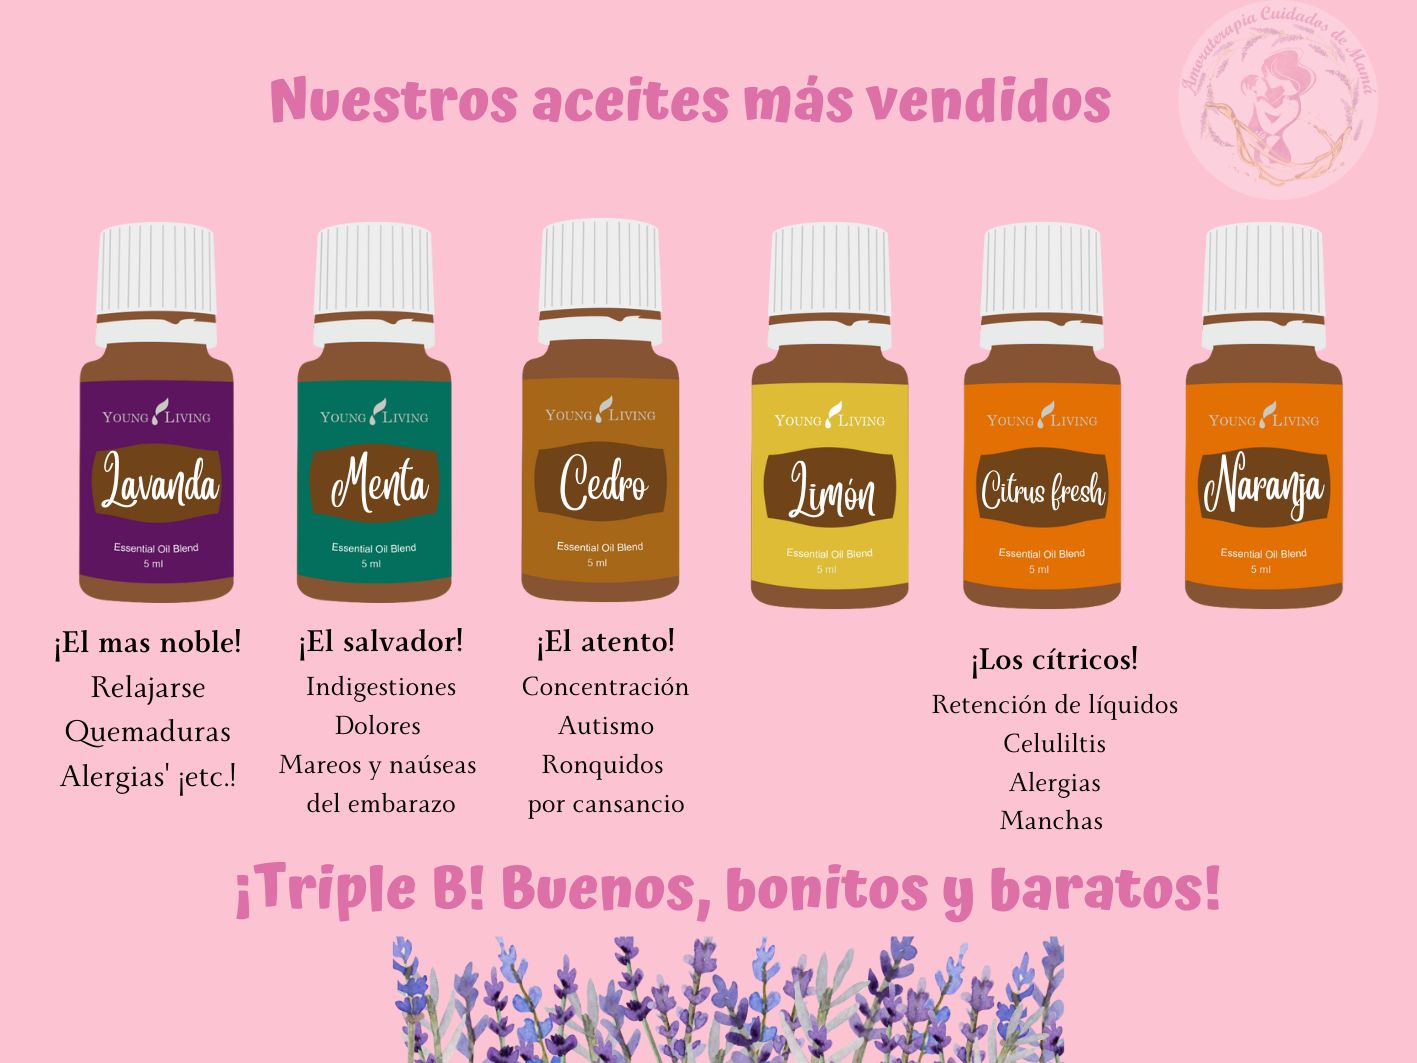 Amoraterapia Cuidados de Mamá
Nuestros aceites más vendidos
YOUNG LIVING
Lavanda
Essential Oil Blend
5 ml
YOUNG LIVING
Menta
Essential Oil Blend
5 ml
YOUNG LIVING
Cedro
Essential Oil Blend
5 ml
YOUNG LIVING
Limón
Essential Oil Blend
5 ml
YOUNG LIVING
Citrus fresh
Essential Oil Blend
5 ml
YOUNG LIVING
Naranja
Essential Oil Blend
5 ml
¡El mas noble!
Relajarse
Quemaduras
Alergias' ¡etc.!
¡El salvador!
Indigestiones
Dolores
Mareos y naúseas
del embarazo
¡El atento!
Concentración
Autismo
Ronquidos
por cansancio
¡Los cítricos!
Retención de líquidos
Celuliltis
Alergias
Manchas
¡Triple B! Buenos, bonitos y baratos!